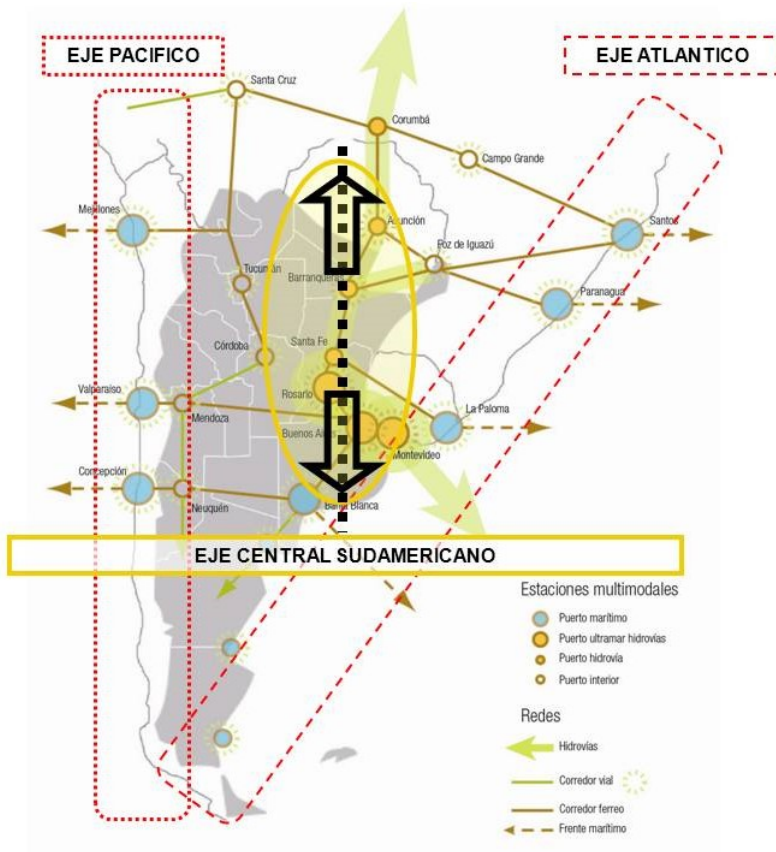 EJE PACIFICO
EJE ATLANTICO
Santa Cruz
Corumbá
Campo Grande
Mejillones
Asunción
Santos
Foz de Iguazú
Tucumán
Barranqueras
Paranagua
Santa Fe
Córdoba
Valparaiso
Rosario
La Paloma
Mendoza
Buenos Aires
Montevideo
Concepción
Neuquén
Bahía Blanca
EJE CENTRAL SUDAMERICANO
Estaciones multimodales
Puerto marítimo
Puerto ultramar hidrovías
Puerto hidrovía
Puerto interior
Redes
Hidrovías
Corredor vial
Corredor ferreo
Frente marítimo